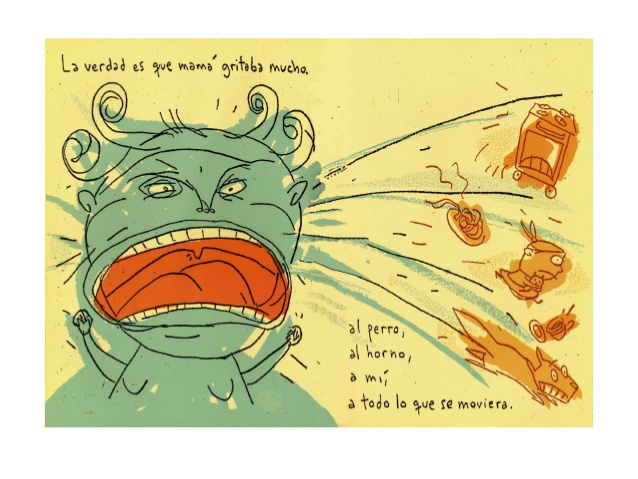 La verdad es que mamá gritaba mucho.
al perro,
al horno,
a mí,
a todo lo que se moviera.